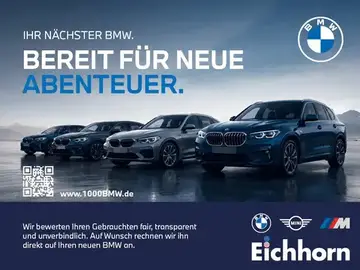 IHR NÄCHSTER BMW.
BEREIT FÜR NEUE
ABENTEUER.
BMW
www.1000BMW.de
Wir bewerten Ihren Gebrauchten fair, transparent
und unverbindlich. Auf Wunsch rechnen wir ihn
direkt auf Ihren neuen BMW an.
MINI
M
Eichhorn